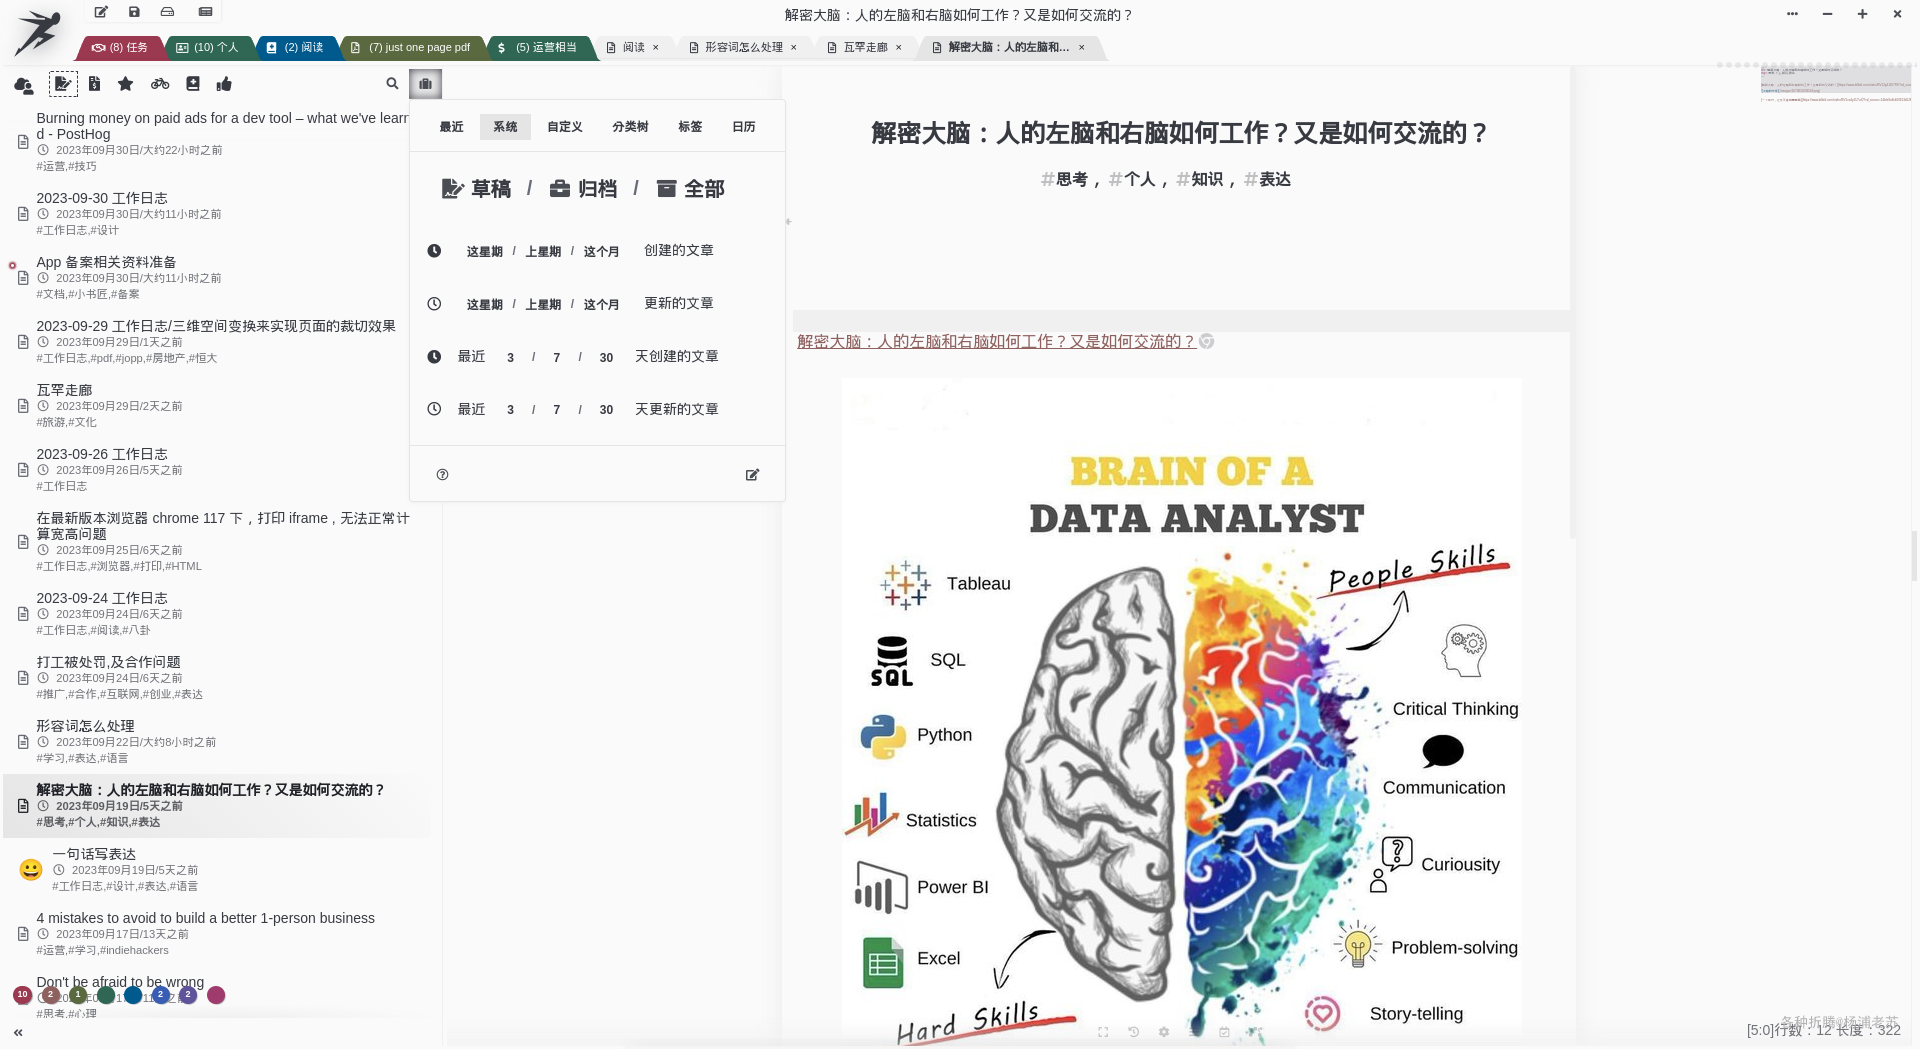 解密大脑：人的左脑和右脑如何工作？又是如何交流的？
(8) 任务
(10) 个人
(2) 阅读
(7) just one page pdf
(5) 运营相当
阅读 ×
形容词怎么处理 ×
瓦罕走廊 ×
解密大脑：人的左脑和... ×
Burning money on paid ads for a dev tool – what we've learn
d - PostHog
2023年09月30日/大约22小时之前
#运营,#技巧
2023-09-30 工作日志
2023年09月30日/大约11小时之前
#工作日志,#设计
App 备案相关资料准备
2023年09月30日/大约11小时之前
#文档,#小书匠,#备案
2023-09-29 工作日志/三维空间变换来实现页面的裁切效果
2023年09月29日/1天之前
#工作日志,#pdf,#jopp,#房地产,#恒大
瓦罕走廊
2023年09月29日/2天之前
#旅游,#文化
2023-09-26 工作日志
2023年09月26日/5天之前
#工作日志
在最新版本浏览器 chrome 117 下，打印 iframe，无法正常计
算宽高问题
2023年09月25日/6天之前
#工作日志,#浏览器,#打印,#HTML
2023-09-24 工作日志
2023年09月24日/6天之前
#工作日志,#阅读,#八卦
打工被处罚,及合作问题
2023年09月24日/6天之前
#推广,#合作,#互联网,#创业,#表达
形容词怎么处理
2023年09月22日/大约8小时之前
#学习,#表达,#语言
解密大脑：人的左脑和右脑如何工作？又是如何交流的？
2023年09月19日/5天之前
#思考,#个人,#知识,#表达
一句话写表达
2023年09月19日/5天之前
#工作日志,#设计,#表达,#语言
4 mistakes to avoid to build a better 1-person business
2023年09月17日/13天之前
#运营,#学习,#indiehackers
Don't be afraid to be wrong
#思考,#心理
10 2 1 2 2
最近 系统 自定义 分类树 标签 日历
草稿 / 归档 / 全部
这星期 / 上星期 / 这个月 创建的文章
这星期 / 上星期 / 这个月 更新的文章
最近 3 / 7 / 30 天创建的文章
最近 3 / 7 / 30 天更新的文章
解密大脑：人的左脑和右脑如何工作？又是如何交流的？
#思考， #个人， #知识， #表达
解密大脑：人的左脑和右脑如何工作？又是如何交流的？
BRAIN OF A
DATA ANALYST
People Skills
Tableau
SQL
SQL
Python
Critical Thinking
Communication
Statistics
Curiousity
Power BI
Problem-solving
Excel
Story-telling
Hard Skills
各种折腾@杨浦老苏
[5:0]行数：12 长度：322